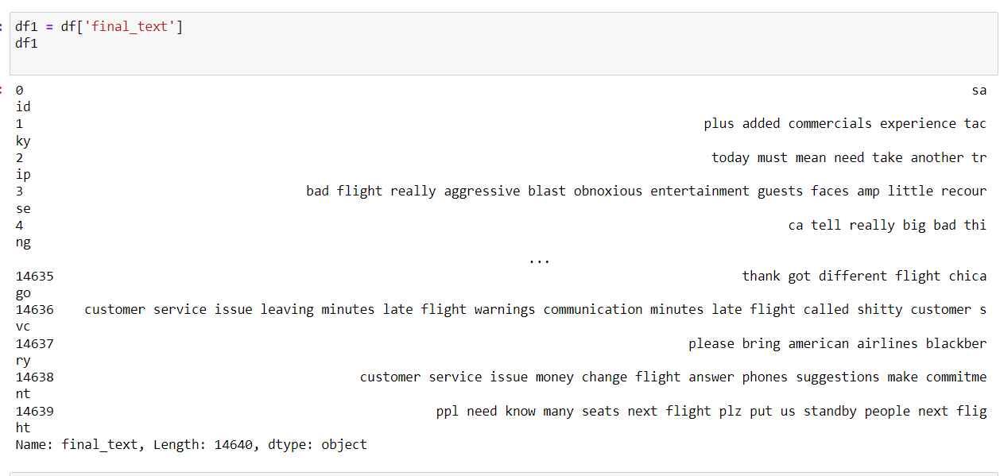 df1 = df['final_text']
df1
0 sa
id
1 plus added commercials experience tac
ky
2 today must mean need take another tr
ip
3 bad flight really aggressive blast obnoxious entertainment guests faces amp little recour
se
4 ca tell really big bad thi
ng
...
14635 thank got different flight chica
go
14636 customer service issue leaving minutes late flight warnings communication minutes late flight called shitty customer s
vc
14637 please bring american airlines blackber
ry
14638 customer service issue money change flight answer phones suggestions make commitme
nt
14639 ppl need know many seats next flight plz put us standby people next flig
ht
Name: final_text, Length: 14640, dtype: object